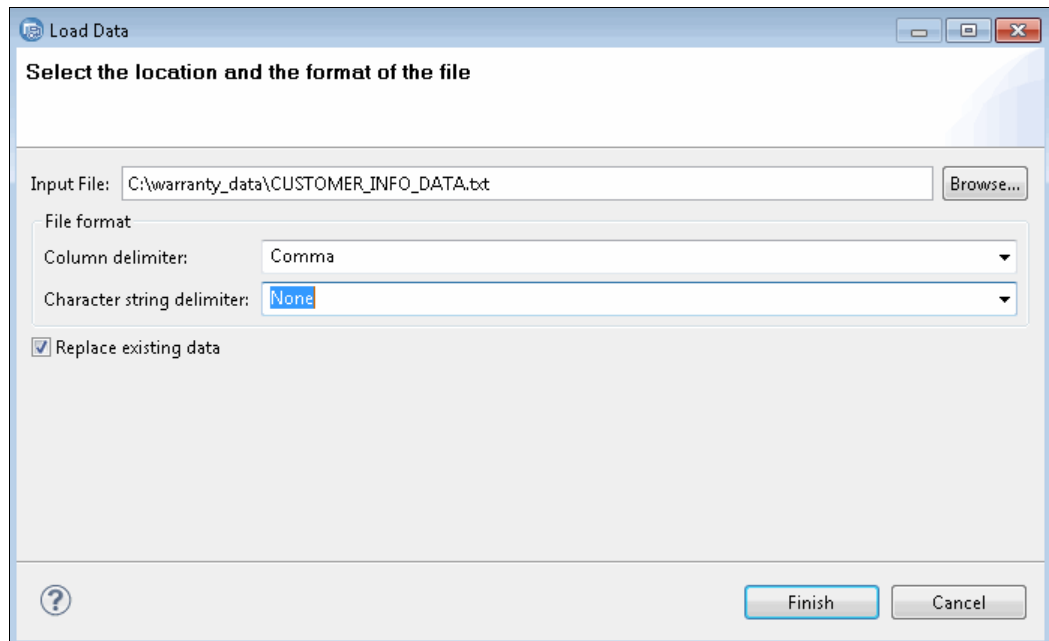 Load Data
Select the location and the format of the file
Input File: C:\warranty_data\CUSTOMER_INFO_DATA.txt Browse...
File format
Column delimiter: Comma
Character string delimiter: None
Replace existing data
? Finish Cancel